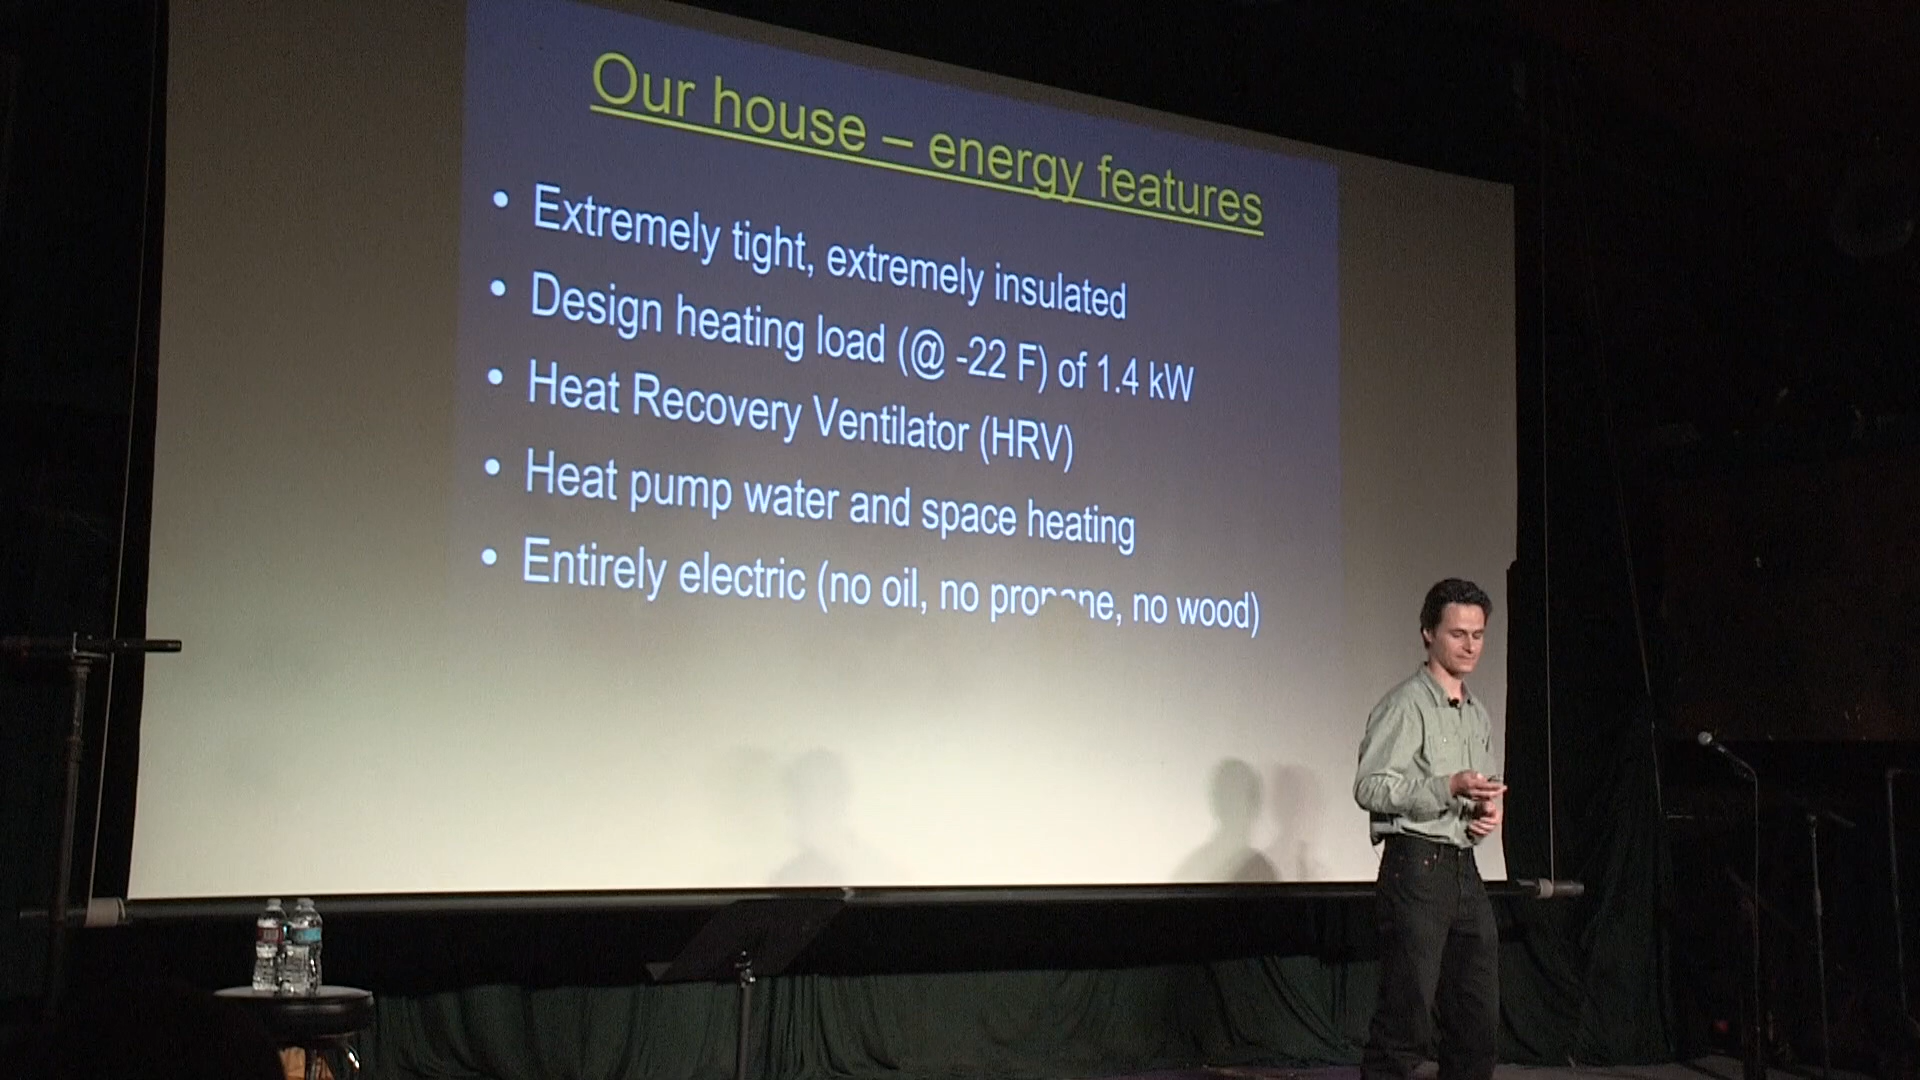 Our house – energy features
• Extremely tight, extremely insulated
• Design heating load (@ -22 F) of 1.4 kW
• Heat Recovery Ventilator (HRV)
• Heat pump water and space heating
• Entirely electric (no oil, no propane, no wood)